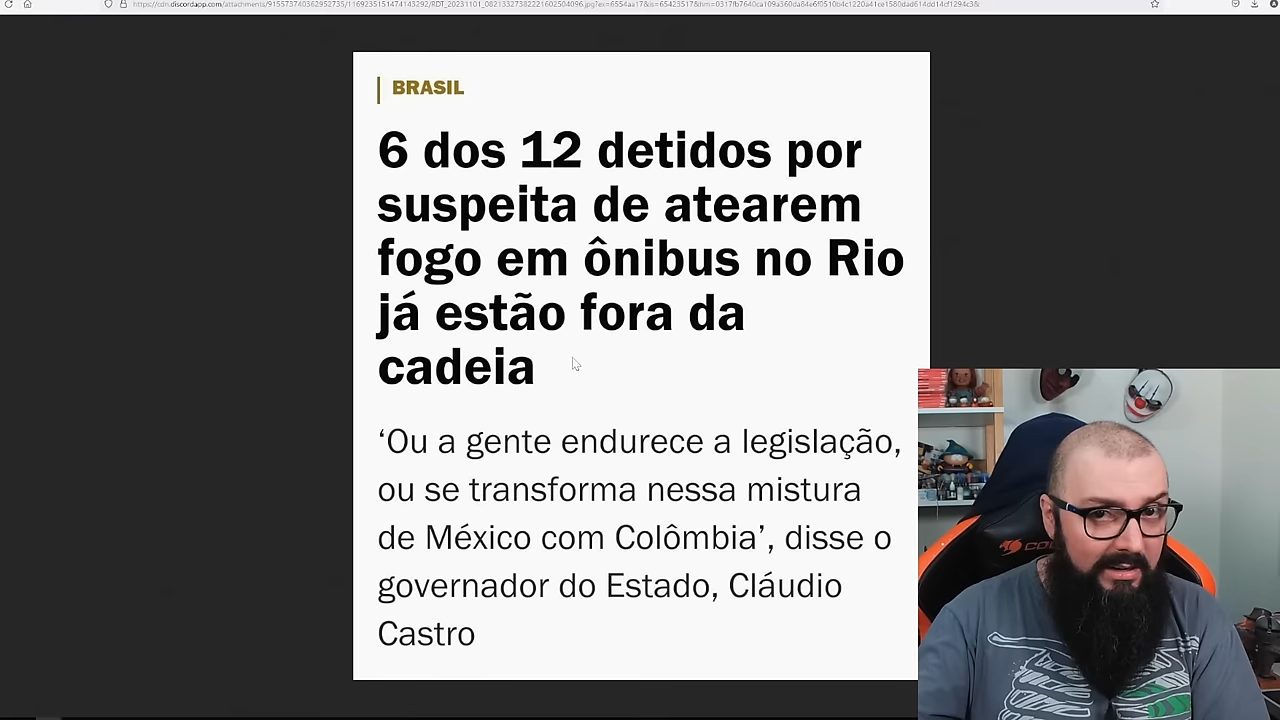 BRASIL
6 dos 12 detidos por
suspeita de atearem
fogo em ônibus no Rio
já estão fora da
cadeia
‘Ou a gente endurece a legislação,
ou se transforma nessa mistura
de México com Colômbia’, disse o
governador do Estado, Cláudio
Castro